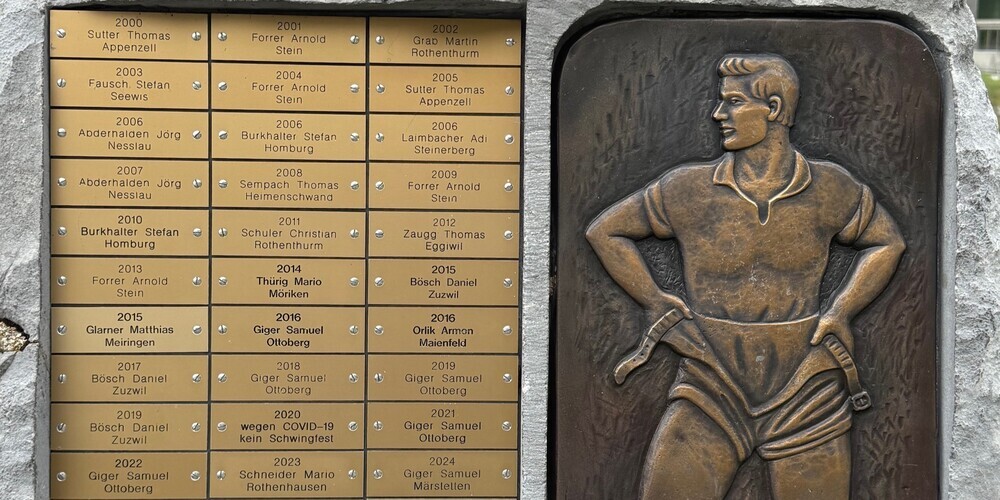 2000
Sutter Thomas
Appenzell
2001
Forrer Arnold
Stein
2002
Grab Martin
Rothenthurm
2003
Fausch Stefan
Seewis
2004
Forrer Arnold
Stein
2005
Sutter Thomas
Appenzell
2006
Abderhalden Jörg
Nesslau
2006
Burkhalter Stefan
Homburg
2006
Laimbacher Adi
Steinerberg
2007
Abderhalden Jörg
Nesslau
2008
Sempach Thomas
Heimenschwand
2009
Forrer Arnold
Stein
2010
Burkhalter Stefan
Homburg
2011
Schuler Christian
Rothenthurm
2012
Zaugg Thomas
Eggiwil
2013
Forrer Arnold
Stein
2014
Thürig Mario
Möriken
2015
Bösch Daniel
Zuzwil
2015
Glarner Matthias
Meiringen
2016
Giger Samuel
Ottoberg
2016
Orlik Armon
Maienfeld
2017
Bösch Daniel
Zuzwil
2018
Giger Samuel
Ottoberg
2019
Giger Samuel
Ottoberg
2019
Bösch Daniel
Zuzwil
2020
wegen COVID-19
kein Schwingfest
2021
Giger Samuel
Ottoberg
2022
Giger Samuel
Ottoberg
2023
Schneider Mario
Rothenhausen
2024
Giger Samuel
Märstetten